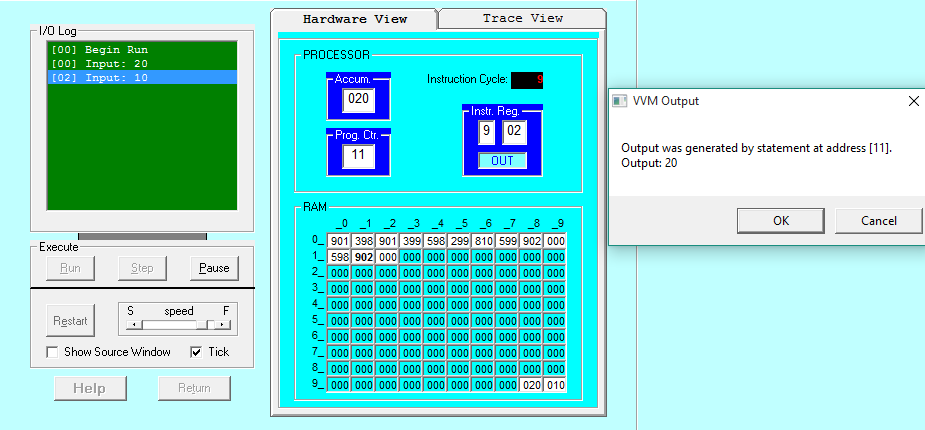 Hardware View
Trace View
I/O Log
[00] Begin Run
[00] Input: 20
[02] Input: 10
PROCESSOR
Accum.
020
Instruction Cycle: 9
Prog. Ctr.
11
Instr. Reg.
9 02
OUT
VVM Output
Output was generated by statement at address [11].
Output: 20
OK Cancel
RAM
_0 _1 _2 _3 _4 _5 _6 _7 _8 _9
0_ 901 398 901 399 598 299 810 599 902 000
1_ 598 902 000 000 000 000 000 000 000 000
2_ 000 000 000 000 000 000 000 000 000 000
3_ 000 000 000 000 000 000 000 000 000 000
4_ 000 000 000 000 000 000 000 000 000 000
5_ 000 000 000 000 000 000 000 000 000 000
6_ 000 000 000 000 000 000 000 000 000 000
7_ 000 000 000 000 000 000 000 000 000 000
8_ 000 000 000 000 000 000 000 000 000 000
9_ 000 000 000 000 000 000 000 000 020 010
Execute
Run Step Pause
Restart
S speed F
Show Source Window Tick
Help Return